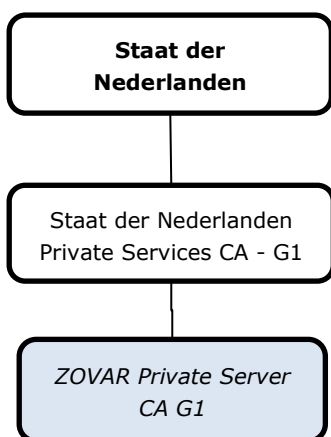 Staat der
Nederlanden
Staat der Nederlanden
Private Services CA - G1
ZOVAR Private Server
CA G1